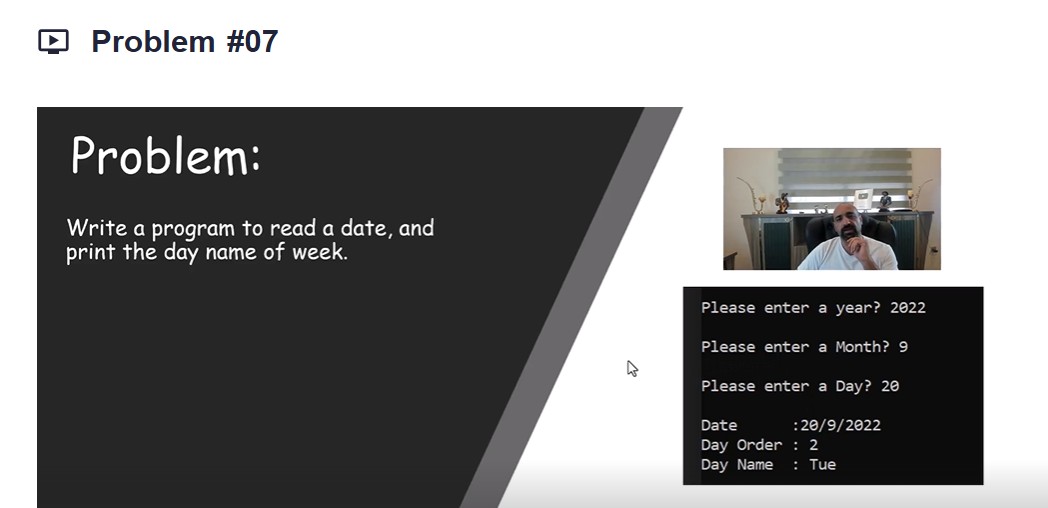 Problem #07
Problem:
Write a program to read a date, and
print the day name of week.
Please enter a year? 2022
Please enter a Month? 9
Please enter a Day? 20
Date      :20/9/2022
Day Order : 2
Day Name  : Tue